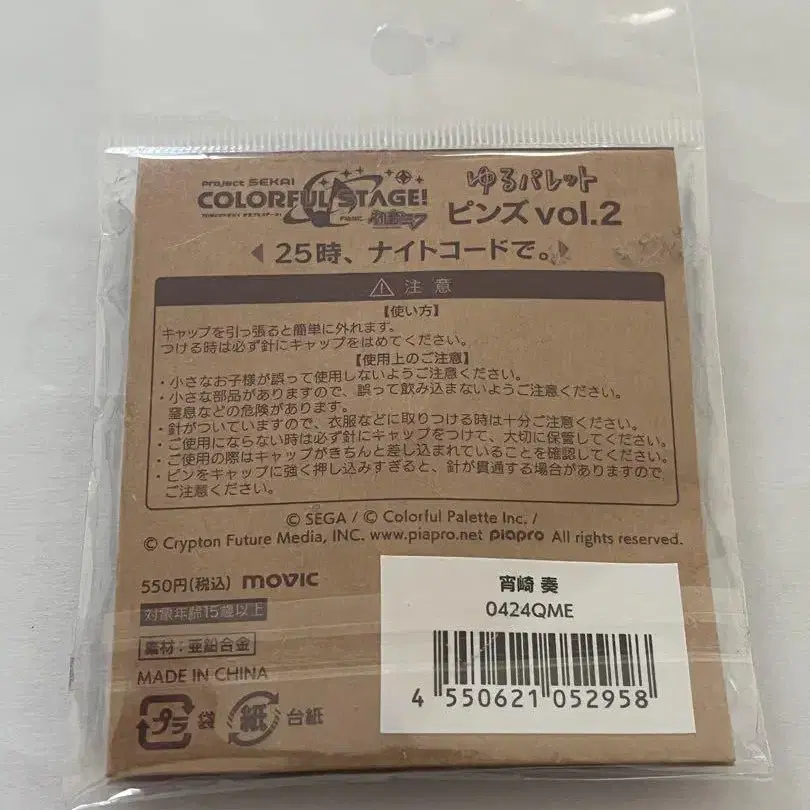 PROJECT SEKAI
COLORFUL STAGE!
feat. 初音ミク
ゆるパレット
ピンズ vol.2
25時、ナイトコードで。
注意
【使い方】
キャップを引っ張ると簡単に外れます。
つける時は必ず針にキャップをはめてください。
【使用上のご注意】
・小さなお子様が誤って使用しないようご注意ください。
・小さな部品がありますので、誤って飲み込まないようご注意ください。
窒息などの危険があります。
・針がついていますので、衣服などに取りつける時は十分ご注意ください。
・ご使用にならない時は必ず針にキャップをつけて、大切に保管してください。
・ご使用の際はキャップがきちんと差し込まれていることを確認してください。
・ピンをキャップに強く押し込みすぎると、針が貫通する場合がありますので
ご注意ください。
© SEGA / © Colorful Palette Inc. /
© Crypton Future Media, INC. www.piapro.net piapro All rights reserved.
550円(税込) movic
対象年齢15歳以上
素材:亜鉛合金
MADE IN CHINA
プラ 袋 紙 台紙
宵崎 奏
0424QME
4 550621 052958